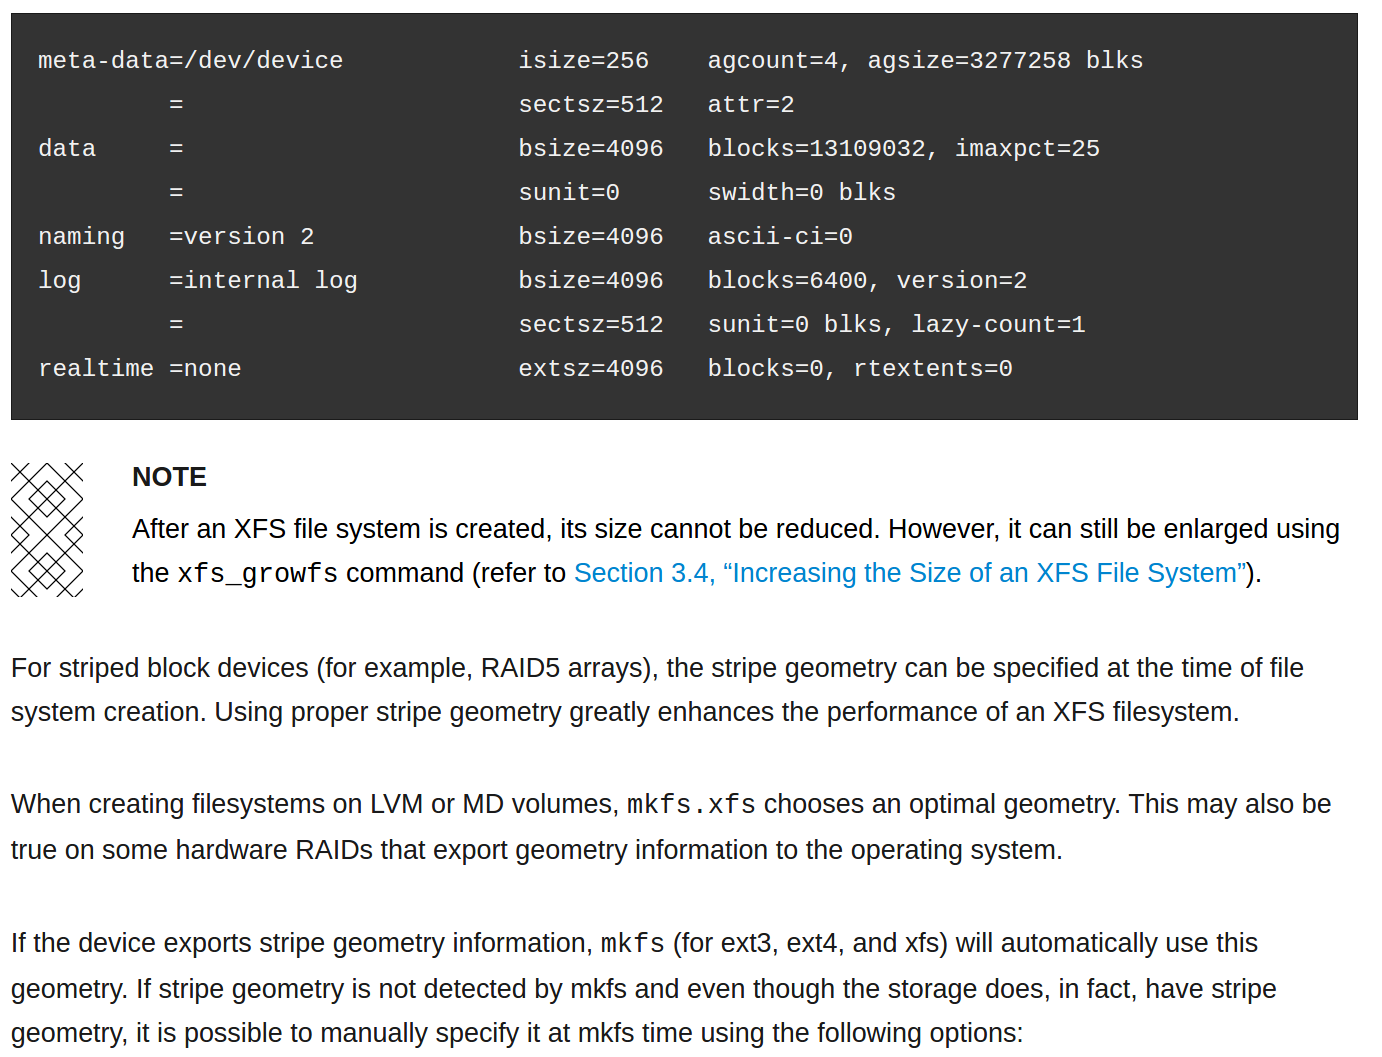 meta-data=/dev/device            isize=256    agcount=4, agsize=3277258 blks
         =                       sectsz=512   attr=2
data     =                       bsize=4096   blocks=13109032, imaxpct=25
         =                       sunit=0      swidth=0 blks
naming   =version 2              bsize=4096   ascii-ci=0
log      =internal log           bsize=4096   blocks=6400, version=2
         =                       sectsz=512   sunit=0 blks, lazy-count=1
realtime =none                   extsz=4096   blocks=0, rtextents=0
NOTE
After an XFS file system is created, its size cannot be reduced. However, it can still be enlarged using
the xfs_growfs command (refer to Section 3.4, “Increasing the Size of an XFS File System”).
For striped block devices (for example, RAID5 arrays), the stripe geometry can be specified at the time of file
system creation. Using proper stripe geometry greatly enhances the performance of an XFS filesystem.
When creating filesystems on LVM or MD volumes, mkfs.xfs chooses an optimal geometry. This may also be
true on some hardware RAIDs that export geometry information to the operating system.
If the device exports stripe geometry information, mkfs (for ext3, ext4, and xfs) will automatically use this
geometry. If stripe geometry is not detected by mkfs and even though the storage does, in fact, have stripe
geometry, it is possible to manually specify it at mkfs time using the following options: